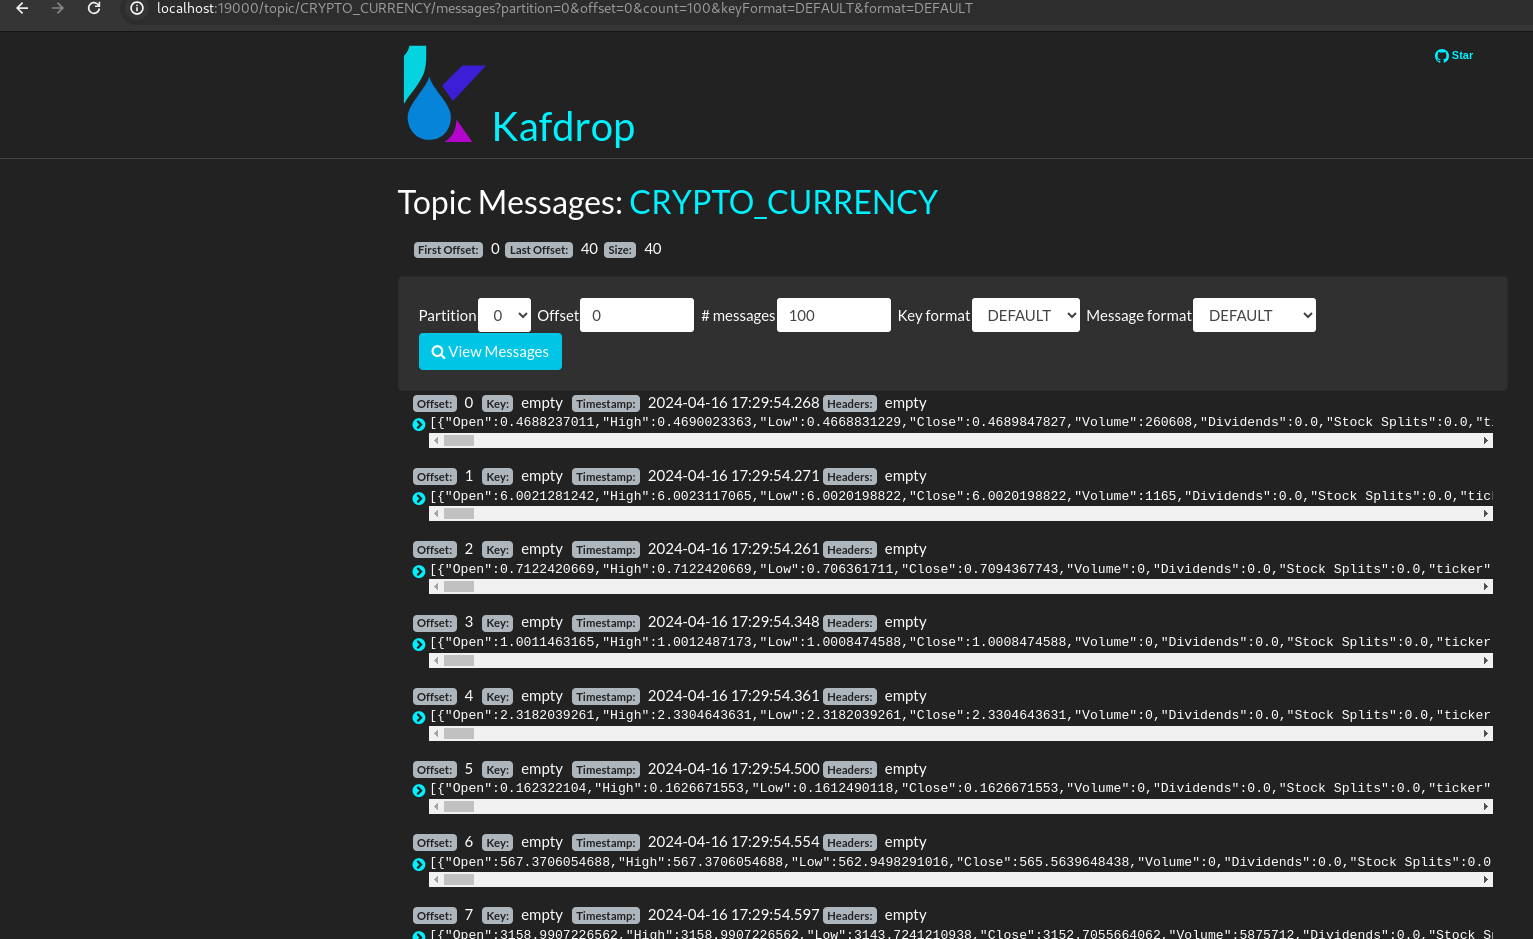 localhost:19000/topic/CRYPTO_CURRENCY/messages?partition=0&offset=0&count=100&keyFormat=DEFAULT&format=DEFAULT
Star
Kafdrop
Topic Messages: CRYPTO_CURRENCY
First Offset: 0 Last Offset: 40 Size: 40
Partition 0 Offset 0 # messages 100 Key format DEFAULT Message format DEFAULT
View Messages
Offset: 0 Key: empty Timestamp: 2024-04-16 17:29:54.268 Headers: empty
[{"Open":0.4688237011,"High":0.4690023363,"Low":0.4668831229,"Close":0.4689847827,"Volume":260608,"Dividends":0.0,"Stock Splits":0.0,"ti
Offset: 1 Key: empty Timestamp: 2024-04-16 17:29:54.271 Headers: empty
[{"Open":6.0021281242,"High":6.0023117065,"Low":6.0020198822,"Close":6.0020198822,"Volume":1165,"Dividends":0.0,"Stock Splits":0.0,"tick
Offset: 2 Key: empty Timestamp: 2024-04-16 17:29:54.261 Headers: empty
[{"Open":0.7122420669,"High":0.7122420669,"Low":0.706361711,"Close":0.7094367743,"Volume":0,"Dividends":0.0,"Stock Splits":0.0,"ticker"
Offset: 3 Key: empty Timestamp: 2024-04-16 17:29:54.348 Headers: empty
[{"Open":1.0011463165,"High":1.0012487173,"Low":1.0008474588,"Close":1.0008474588,"Volume":0,"Dividends":0.0,"Stock Splits":0.0,"ticker
Offset: 4 Key: empty Timestamp: 2024-04-16 17:29:54.361 Headers: empty
[{"Open":2.3182039261,"High":2.3304643631,"Low":2.3182039261,"Close":2.3304643631,"Volume":0,"Dividends":0.0,"Stock Splits":0.0,"ticker
Offset: 5 Key: empty Timestamp: 2024-04-16 17:29:54.500 Headers: empty
[{"Open":0.162322104,"High":0.1626671553,"Low":0.1612490118,"Close":0.1626671553,"Volume":0,"Dividends":0.0,"Stock Splits":0.0,"ticker"
Offset: 6 Key: empty Timestamp: 2024-04-16 17:29:54.554 Headers: empty
[{"Open":567.3706054688,"High":567.3706054688,"Low":562.9498291016,"Close":565.5639648438,"Volume":0,"Dividends":0.0,"Stock Splits":0.0
Offset: 7 Key: empty Timestamp: 2024-04-16 17:29:54.597 Headers: empty
[{"Open":3158.9907226562,"High":3158.9907226562,"Low":3143.7241210938,"Close":3152.7055664062,"Volume":5875712,"Dividends":0.0,"Stock Sp